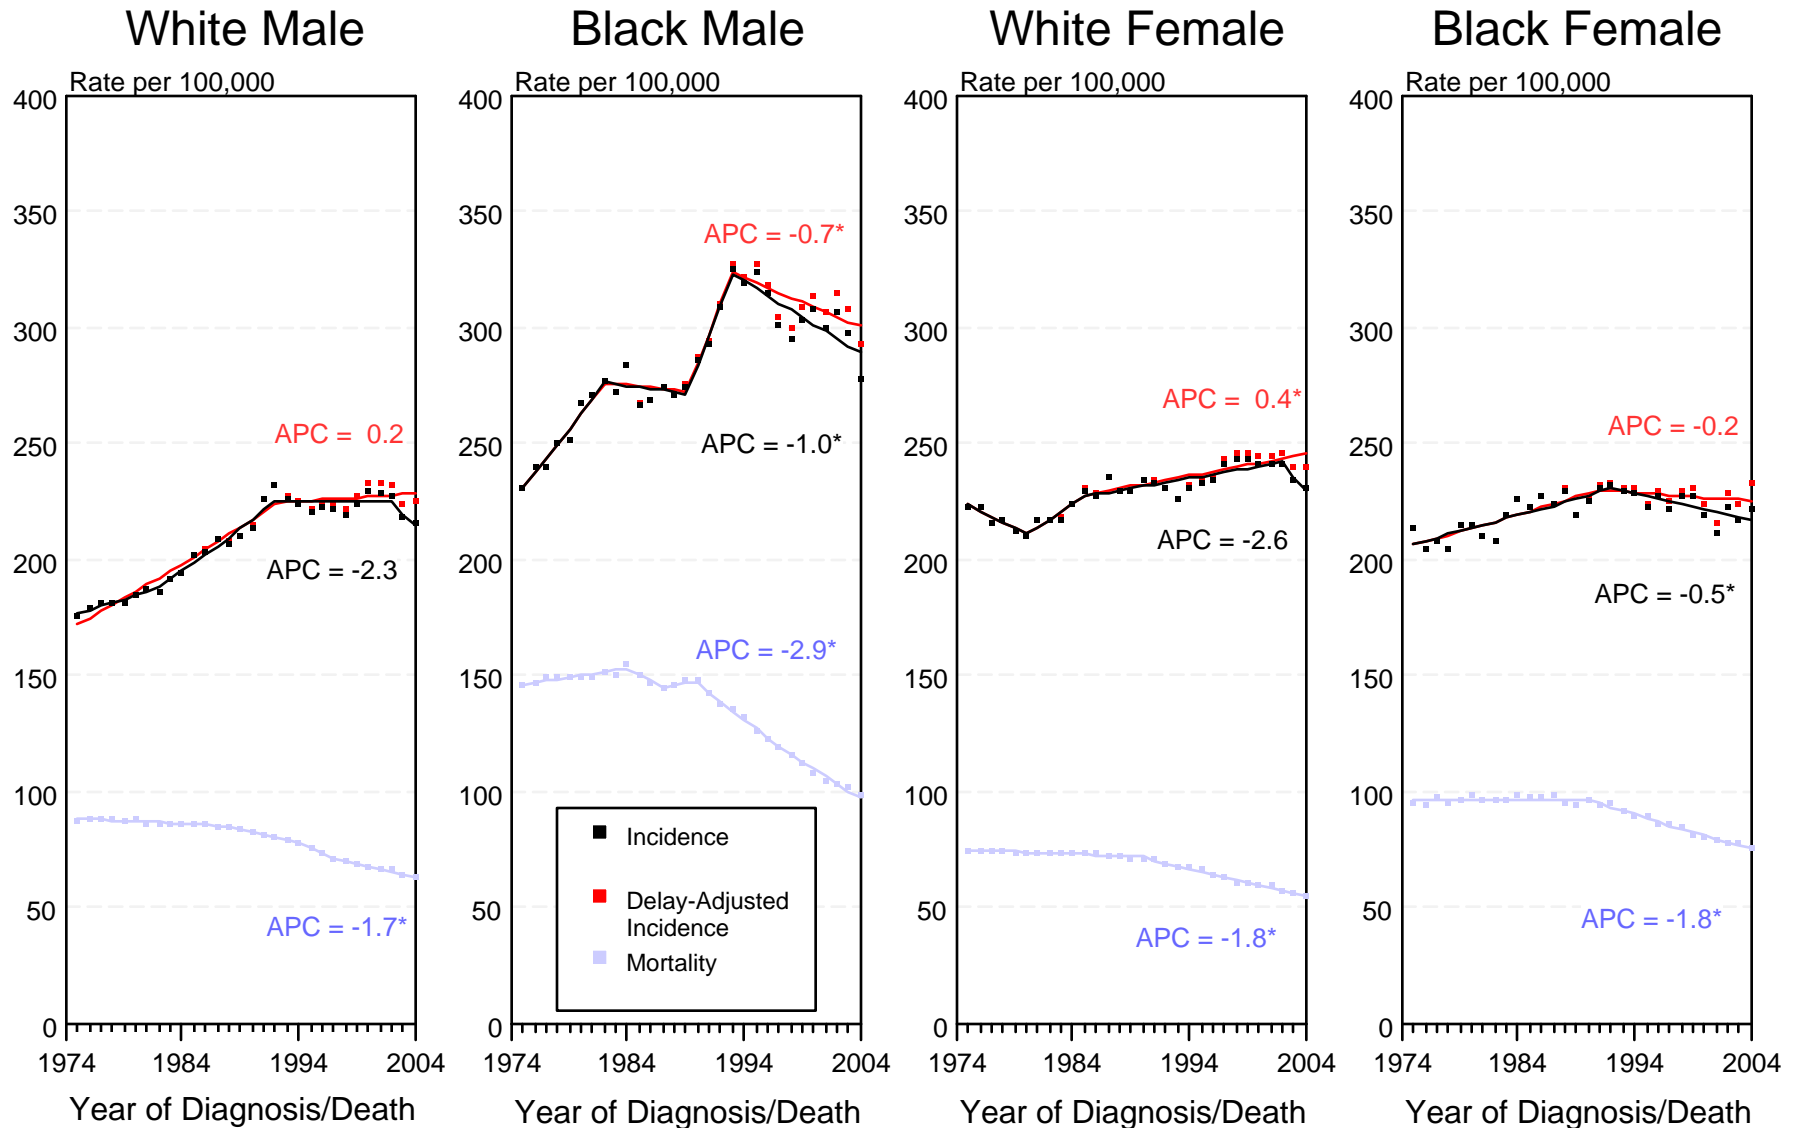 White Male
Rate per 100,000
400
350
300
250
200
150
100
50
0
APC = 0.2
APC = -2.3
APC = -1.7*
1974 1984 1994 2004
Year of Diagnosis/Death
Black Male
Rate per 100,000
400
350
300
250
200
150
100
50
0
APC = -0.7*
APC = -1.0*
APC = -2.9*
Incidence
Delay-Adjusted
Incidence
Mortality
1974 1984 1994 2004
Year of Diagnosis/Death
White Female
Rate per 100,000
400
350
300
250
200
150
100
50
0
APC = 0.4*
APC = -2.6
APC = -1.8*
1974 1984 1994 2004
Year of Diagnosis/Death
Black Female
Rate per 100,000
400
350
300
250
200
150
100
50
0
APC = -0.2
APC = -0.5*
APC = -1.8*
1974 1984 1994 2004
Year of Diagnosis/Death